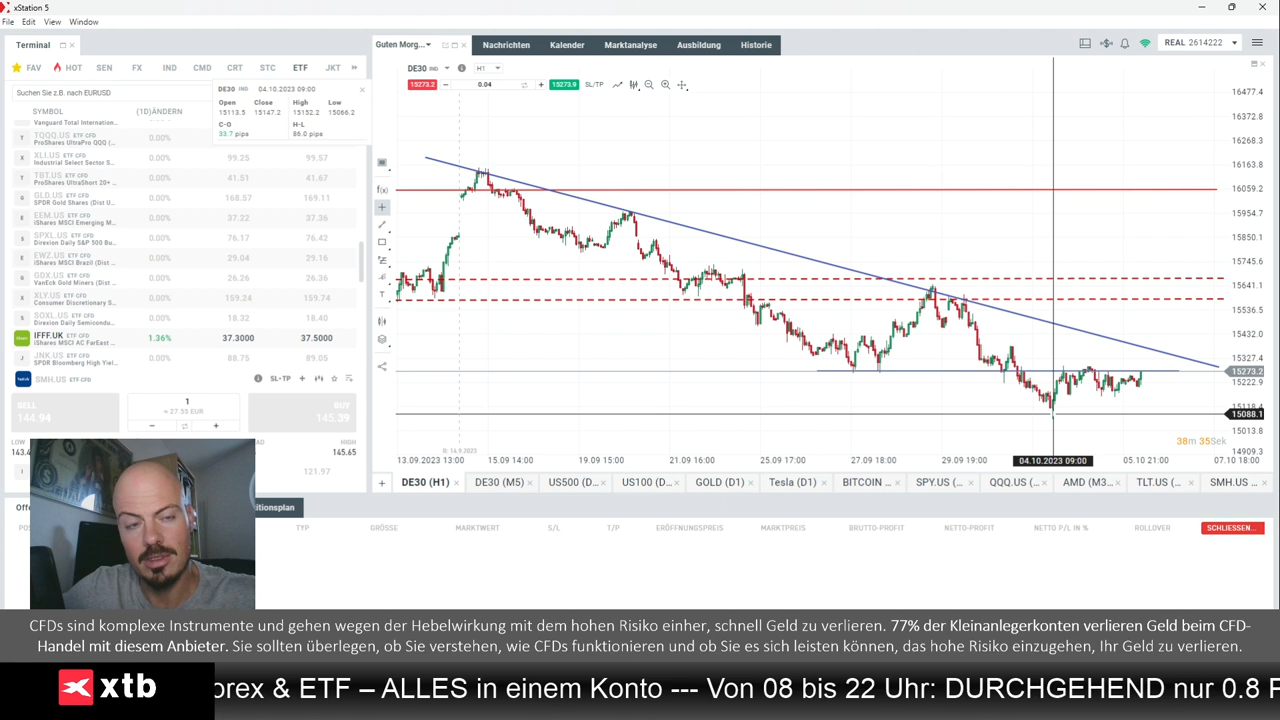 xStation 5
File Edit View Window
Terminal
Guten Morg...
Nachrichten Kalender Marktanalyse Ausbildung Historie
REAL 2614222
FAV HOT SEN FX IND CMD CRT STC ETF JKT
Suchen Sie z.B. nach EURUSD
SYMBOL (1D)ÄNDERN
DE30 IND 04.10.2023 09:00
Open Close High Low
15113.5 15147.2 15152.2 15066.2
C-O H-L
33.7 pips 86.0 pips
DE30 IND H1
15273.2 0.04 15273.9 SL/TP
Vanguard Total Internation...
T TQQQ.US ETF CFD 0.00%
ProShares UltraPro QQQ (...
X XLI.US ETF CFD 0.00% 99.25 99.57
Industrial Select Sector S...
T TBT.US ETF CFD 0.00% 41.51 41.67
ProShares UltraShort 20+ ...
G GLD.US ETF CFD 0.00% 168.57 169.11
SPDR Gold Shares (Dist U...
E EEM.US ETF CFD 0.00% 37.22 37.36
iShares MSCI Emerging M...
S SPXL.US ETF CFD 0.00% 76.17 76.42
Direxion Daily S&P 500 Bu...
E EWZ.US ETF CFD 0.00% 29.04 29.16
iShares MSCI Brazil (Dist ...
G GDX.US ETF CFD 0.00% 26.26 26.36
VanEck Gold Miners (Dist ...
X XLY.US ETF CFD 0.00% 159.24 159.74
Consumer Discretionary S...
S SOXL.US ETF CFD 0.00% 18.32 18.40
Direxion Daily Semicondu...
IFFF.UK ETF CFD 1.36% 37.3000 37.5000
iShares MSCI AC FarEast ...
J JNK.US ETF CFD 0.00% 88.75 89.05
SPDR Bloomberg High Yiel...
SMH.US ETF CFD SL•TP
SELL 1 BUY
144.94 ≈ 27.55 EUR 145.39
LOW HIGH
143.4 145.65
121.97
16477.4
16372.8
16268.3
16163.8
16059.2
15954.7
15850.1
15745.6
15641.1
15536.5
15432.0
15327.4
15273.2
15222.9
15118.4
15088.1
15013.8
14909.3
38m 35Sek
13.09.2023 13:00 15.09 14:00 19.09 15:00 21.09 16:00 25.09 17:00 27.09 18:00 29.09 19:00 04.10.2023 09:00 05.10 21:00 07.10 18:00
DE30 (H1) DE30 (M5) US500 (D... US100 (D... GOLD (D1) Tesla (D1) BITCOIN ... SPY.US (... QQQ.US (... AMD (M3... TLT.US (... SMH.US ...
TYP GRÖSSE MARKTWERT S/L T/P ERÖFFNUNGSPREIS MARKTPREIS BRUTTO-PROFIT NETTO-PROFIT NETTO P/L IN % ROLLOVER SCHLIESSEN...
CFDs sind komplexe Instrumente und gehen wegen der Hebelwirkung mit dem hohen Risiko einher, schnell Geld zu verlieren. 77% der Kleinanlegerkonten verlieren Geld beim CFD-
Handel mit diesem Anbieter. Sie sollten überlegen, ob Sie verstehen, wie CFDs funktionieren und ob Sie es sich leisten können, das hohe Risiko einzugehen, Ihr Geld zu verlieren.
xtb
orex & ETF – ALLES in einem Konto --- Von 08 bis 22 Uhr: DURCHGEHEND nur 0.8